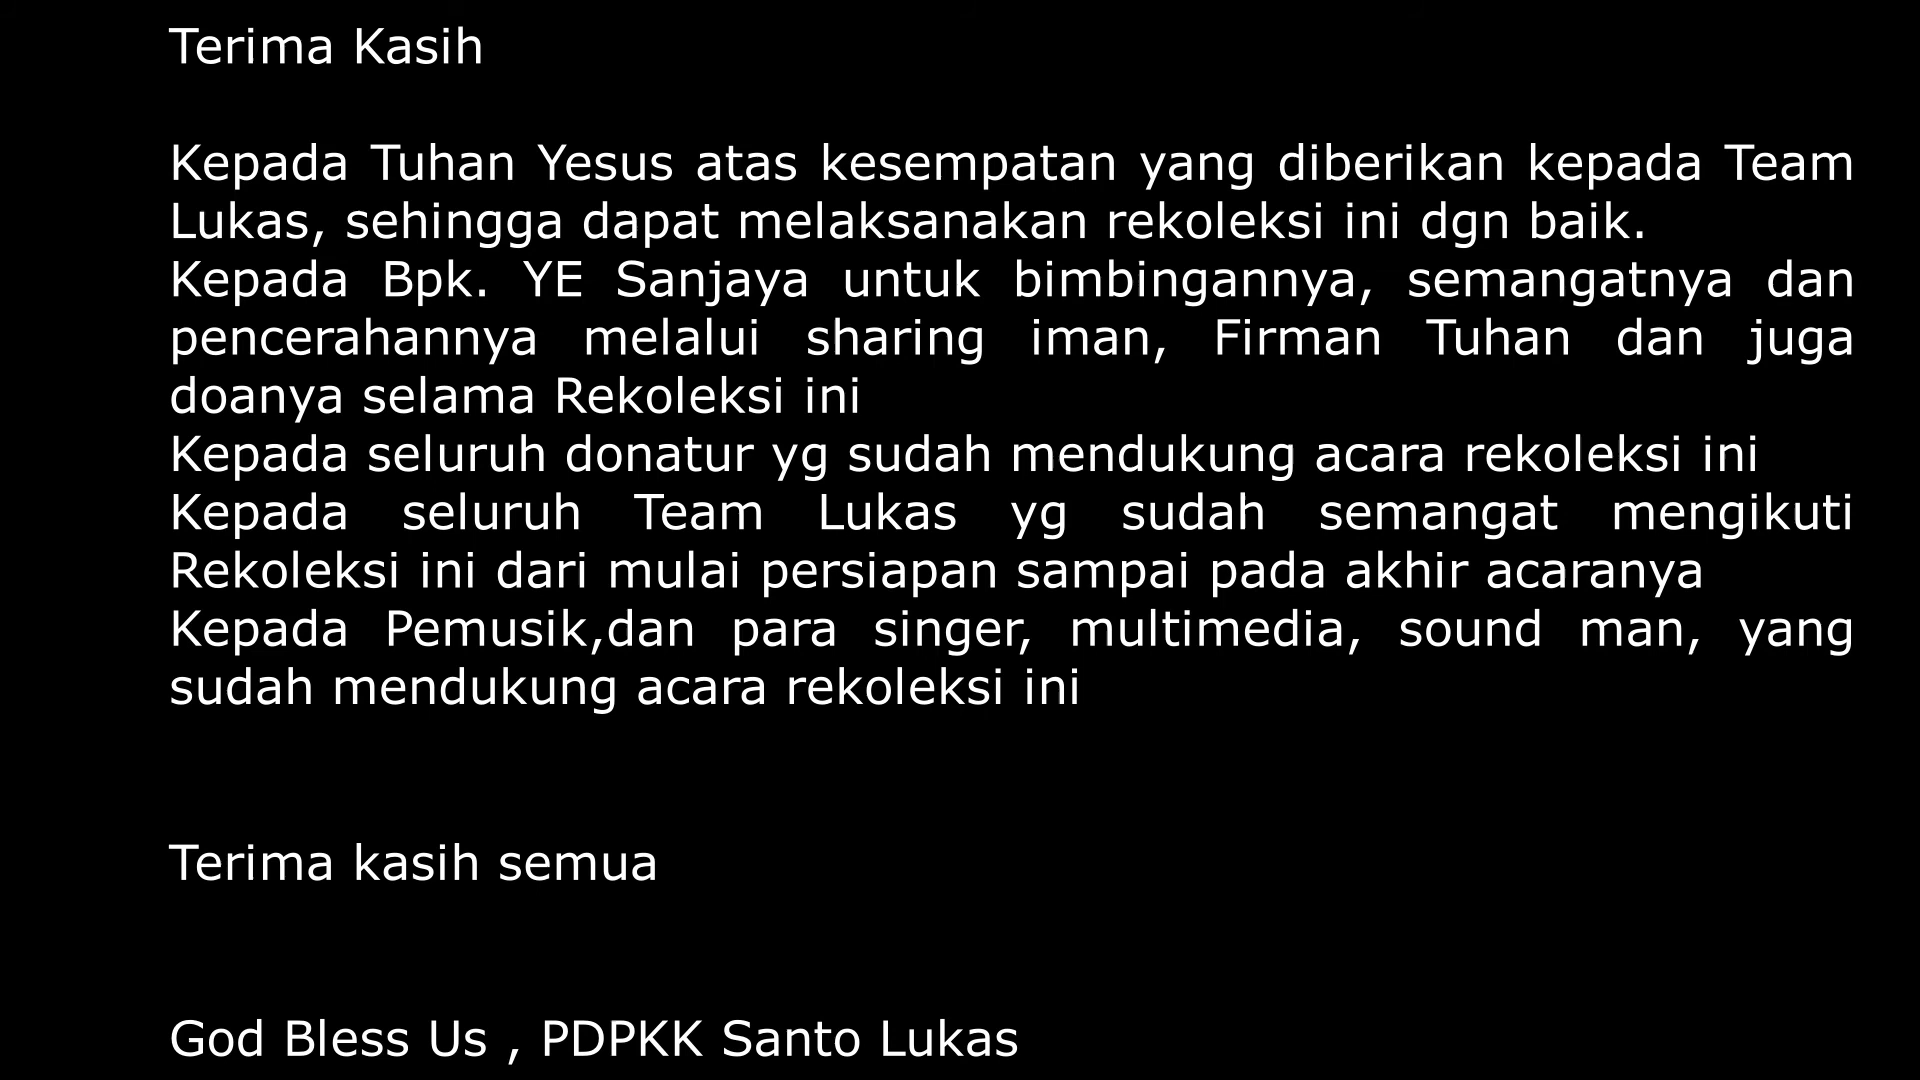 Terima Kasih
Kepada Tuhan Yesus atas kesempatan yang diberikan kepada Team
Lukas, sehingga dapat melaksanakan rekoleksi ini dgn baik.
Kepada Bpk. YE Sanjaya untuk bimbingannya, semangatnya dan
pencerahannya melalui sharing iman, Firman Tuhan dan juga
doanya selama Rekoleksi ini
Kepada seluruh donatur yg sudah mendukung acara rekoleksi ini
Kepada seluruh Team Lukas yg sudah semangat mengikuti
Rekoleksi ini dari mulai persiapan sampai pada akhir acaranya
Kepada Pemusik,dan para singer, multimedia, sound man, yang
sudah mendukung acara rekoleksi ini
Terima kasih semua
God Bless Us , PDPKK Santo Lukas